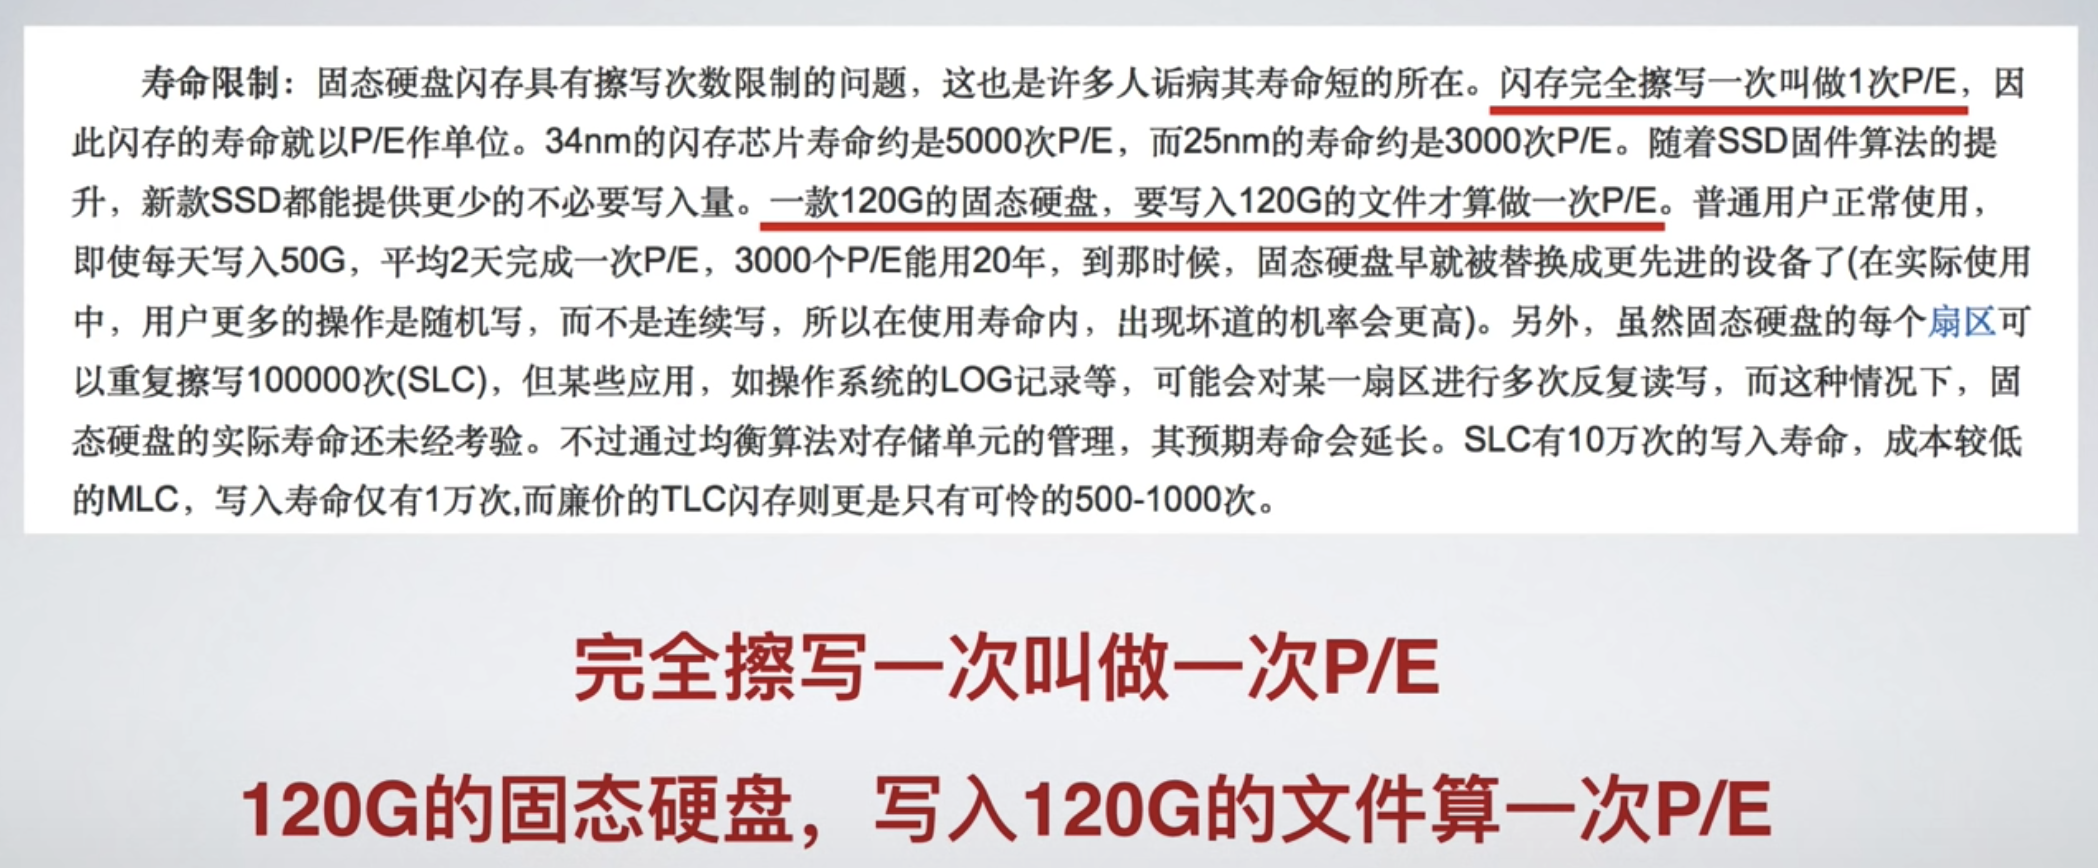 寿命限制：固态硬盘闪存具有擦写次数限制的问题，这也是许多人诟病其寿命短的所在。闪存完全擦写一次叫做1次P/E，因
此闪存的寿命就以P/E作单位。34nm的闪存芯片寿命约是5000次P/E，而25nm的寿命约是3000次P/E。随着SSD固件算法的提
升，新款SSD都能提供更少的不必要写入量。一款120G的固态硬盘，要写入120G的文件才算做一次P/E。普通用户正常使用，
即使每天写入50G，平均2天完成一次P/E，3000个P/E能用20年，到那时候，固态硬盘早就被替换成更先进的设备了(在实际使用
中，用户更多的操作是随机写，而不是连续写，所以在使用寿命内，出现坏道的机率会更高)。另外，虽然固态硬盘的每个扇区可
以重复擦写100000次(SLC)，但某些应用，如操作系统的LOG记录等，可能会对某一扇区进行多次反复读写，而这种情况下，固
态硬盘的实际寿命还未经考验。不过通过均衡算法对存储单元的管理，其预期寿命会延长。SLC有10万次的写入寿命，成本较低
的MLC，写入寿命仅有1万次,而廉价的TLC闪存则更是只有可怜的500-1000次。
完全擦写一次叫做一次P/E
120G的固态硬盘，写入120G的文件算一次P/E